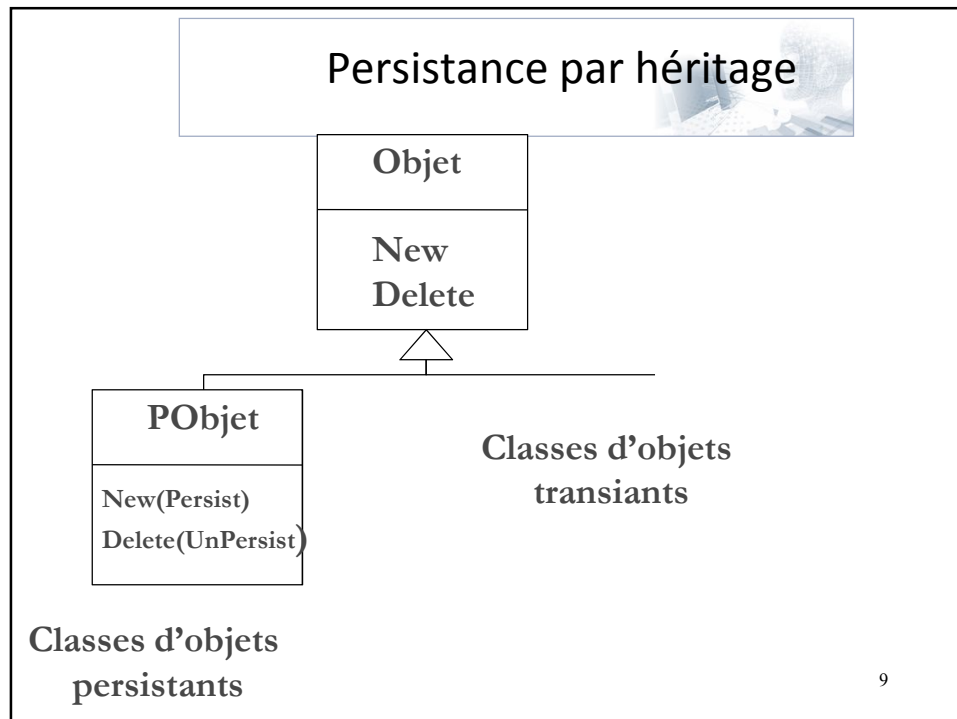 Persistance par héritage
Objet
New
Delete
PObjet
New(Persist)
Delete(UnPersist)
Classes d’objets
transiants
Classes d’objets
persistants
9